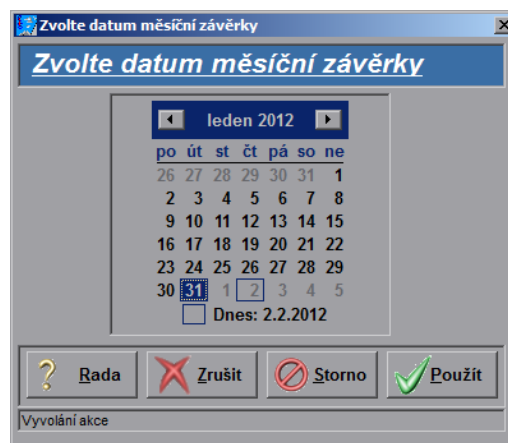 Zvolte datum měsíční závěrky
Zvolte datum měsíční závěrky
leden 2012
po út st čt pá so ne
26 27 28 29 30 31 1
2 3 4 5 6 7 8
9 10 11 12 13 14 15
16 17 18 19 20 21 22
23 24 25 26 27 28 29
30 31 1 2 3 4 5
Dnes: 2.2.2012
Rada Zrušit Storno Použít
Vyvolání akce